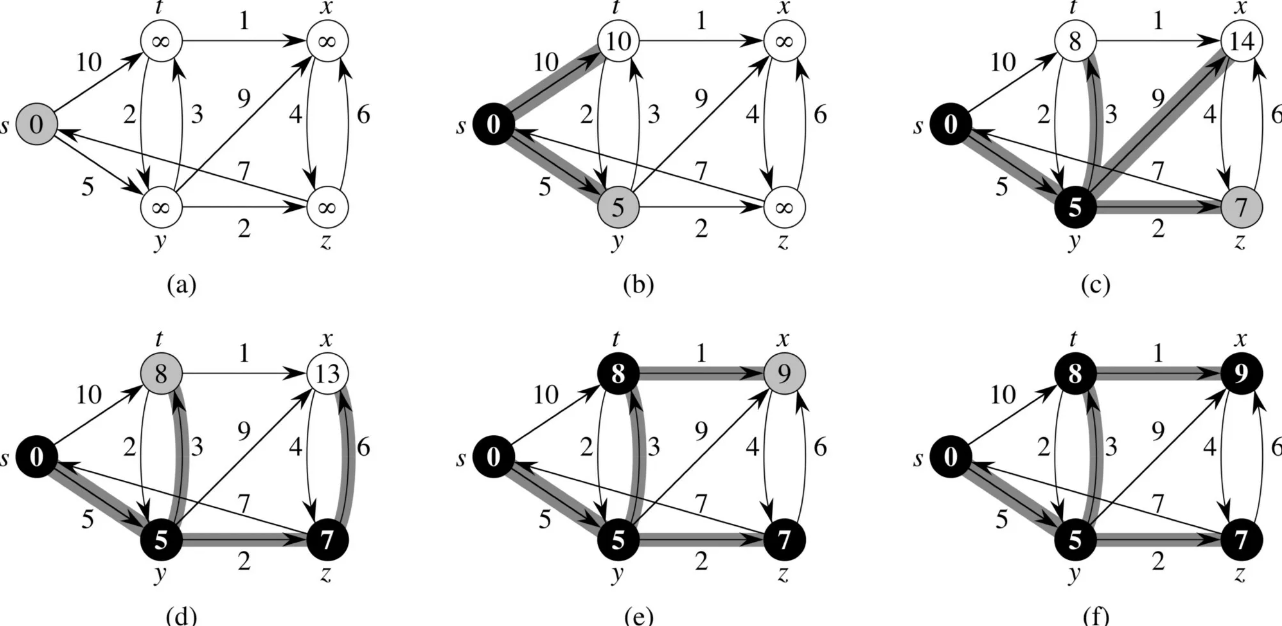 t x t x t x
1 1 1
∞ ∞ 10 ∞ 8 14
10 10 10
9 9 9
s 0 2 3 4 6 s 0 2 3 4 6 s 0 2 3 4 6
7 7 7
5 5 5
∞ ∞ 5 ∞ 5 7
2 2 2
y z y z y z
(a) (b) (c)
t x t x t x
1 1 1
8 13 8 9 8 9
10 10 10
9 9 9
s 0 2 3 4 6 s 0 2 3 4 6 s 0 2 3 4 6
7 7 7
5 5 5
5 7 5 7 5 7
2 2 2
y z y z y z
(d) (e) (f)